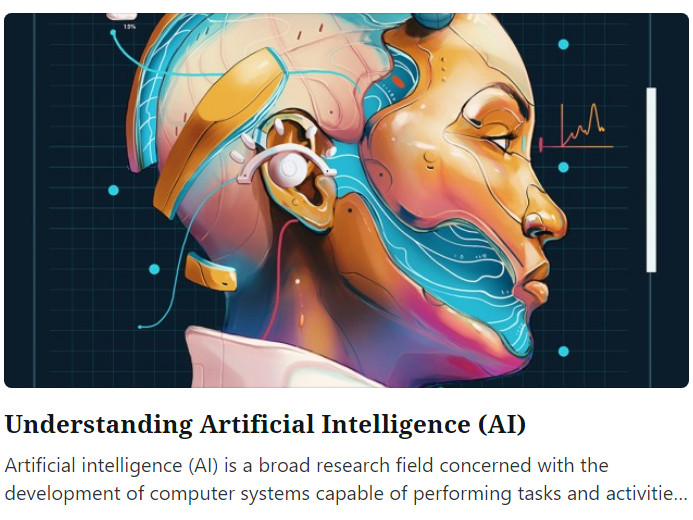 15%
Understanding Artificial Intelligence (AI)
Artificial intelligence (AI) is a broad research field concerned with the
development of computer systems capable of performing tasks and activitie...